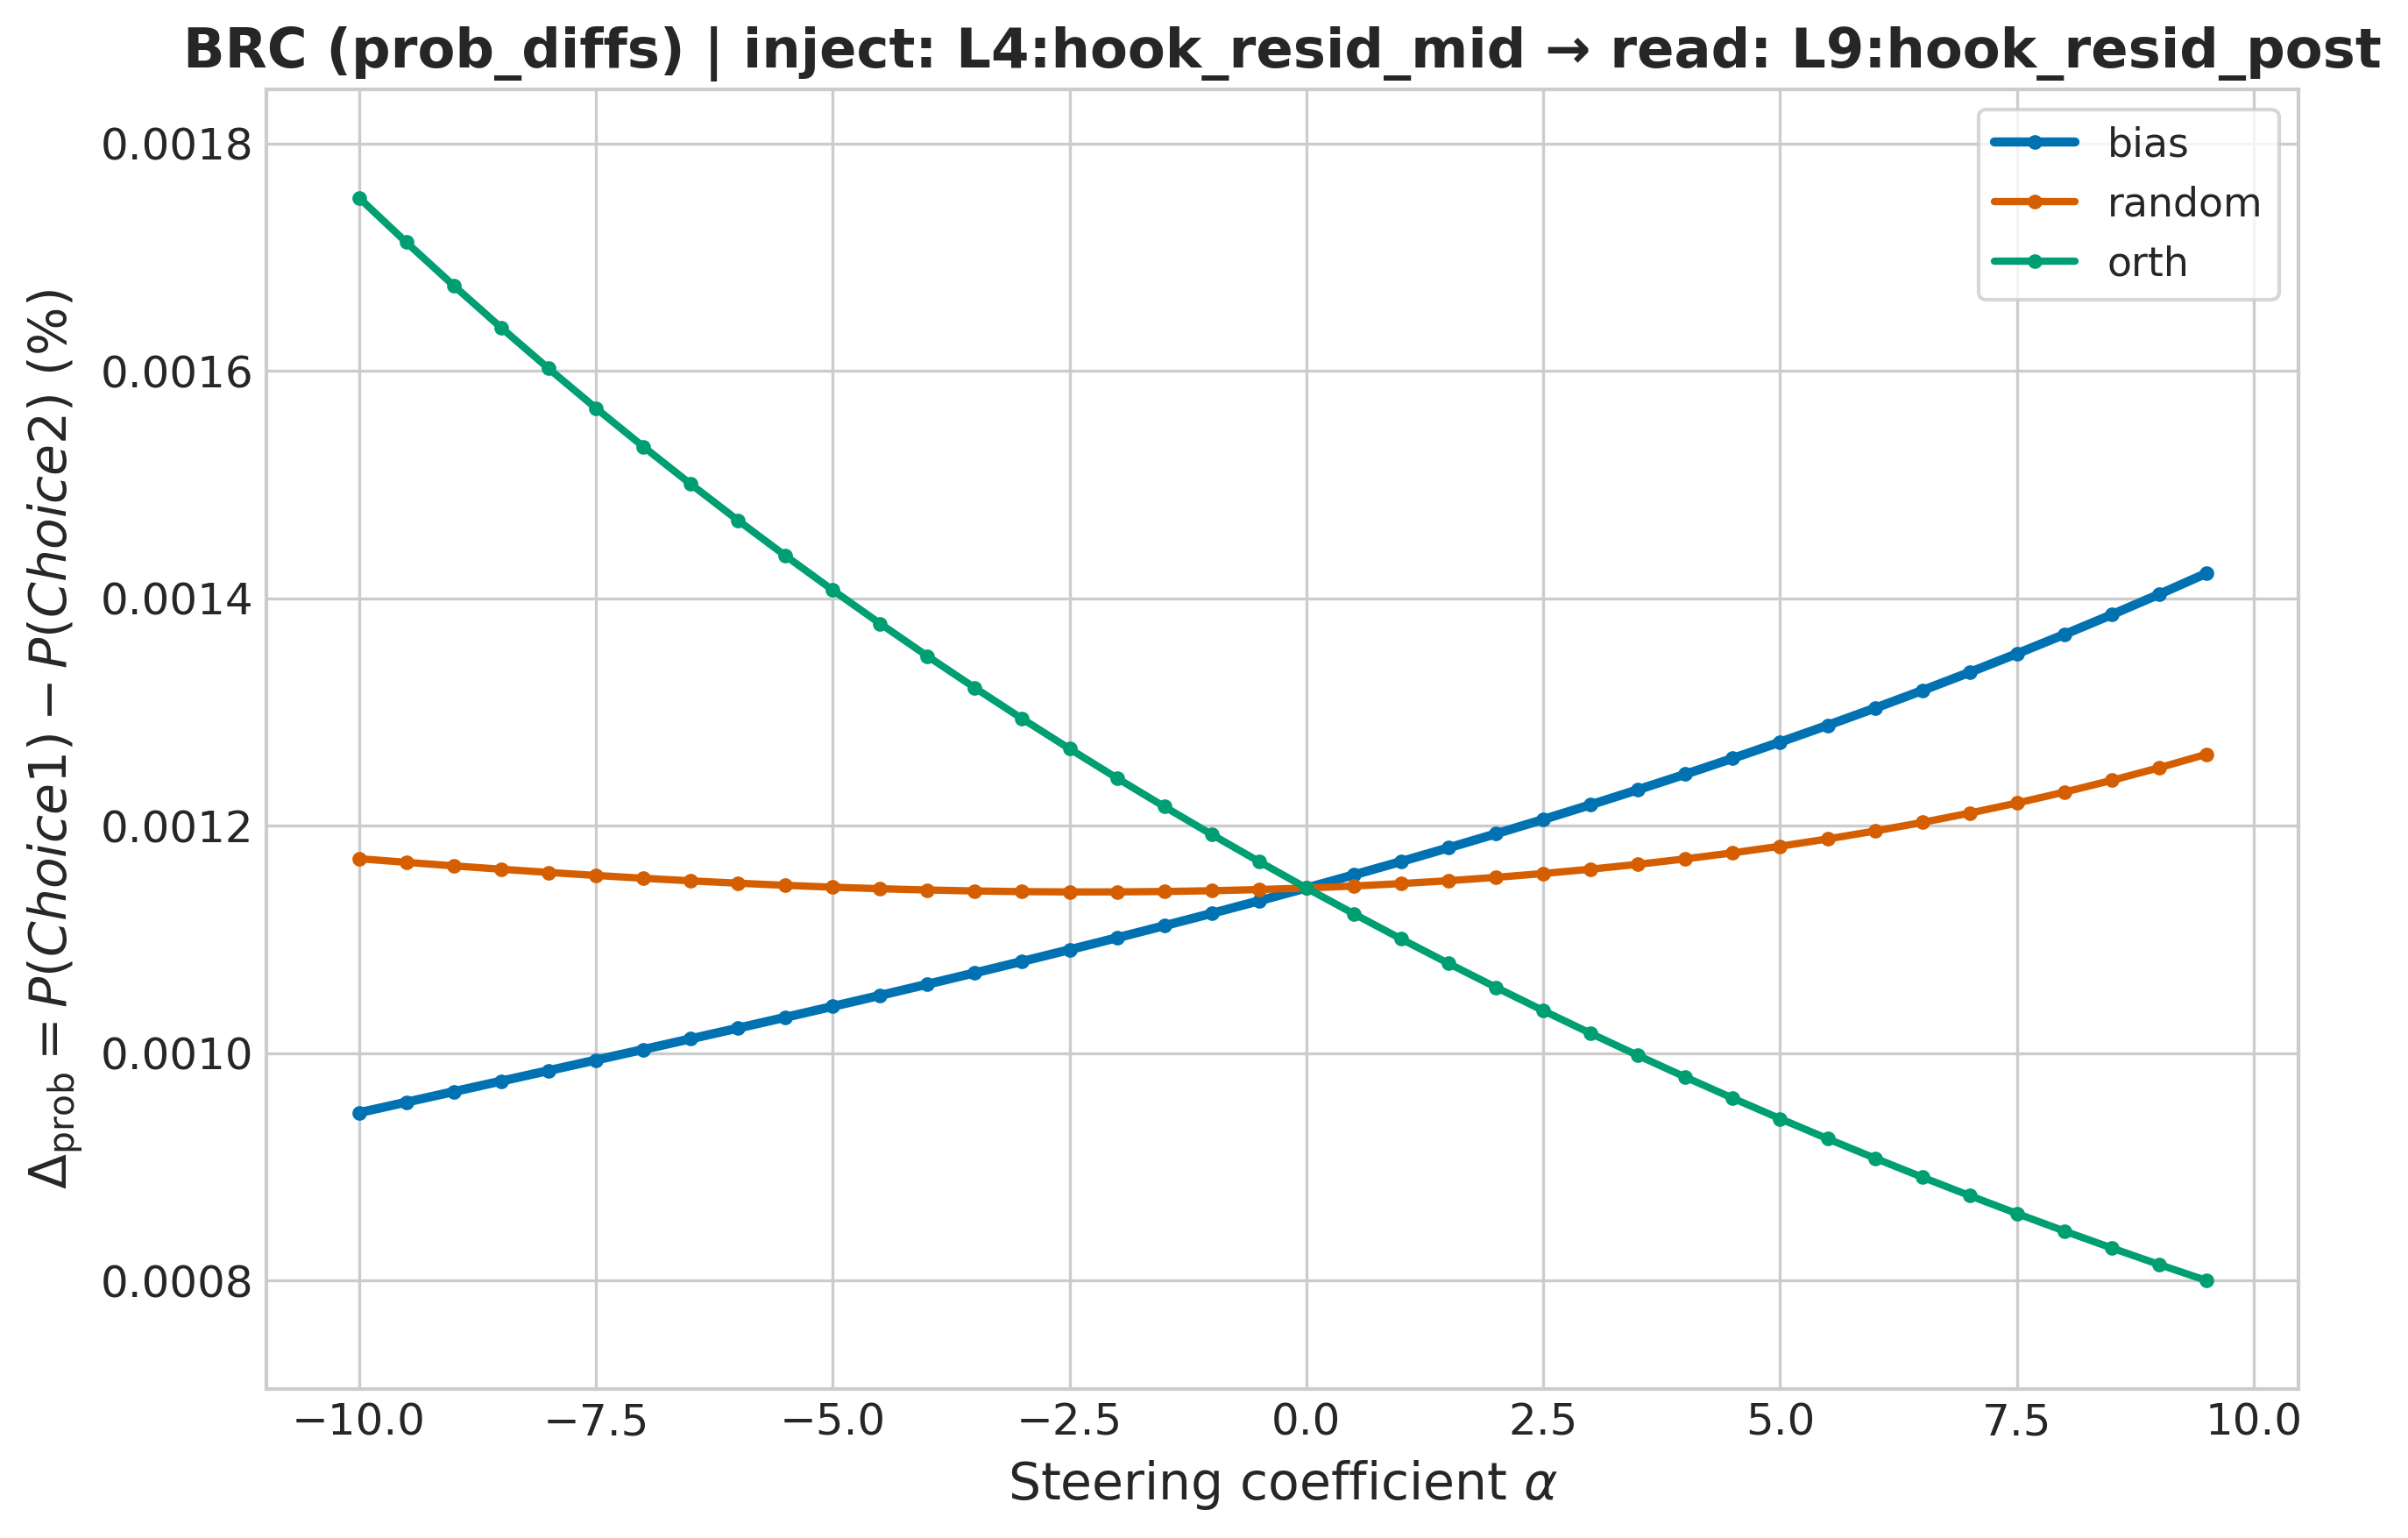 BRC (prob_diffs) | inject: L4:hook_resid_mid → read: L9:hook_resid_post
Δprob = P(Choice1) − P(Choice2) (%)
0.0018
0.0016
0.0014
0.0012
0.0010
0.0008
bias
random
orth
−10.0 −7.5 −5.0 −2.5 0.0 2.5 5.0 7.5 10.0
Steering coefficient α